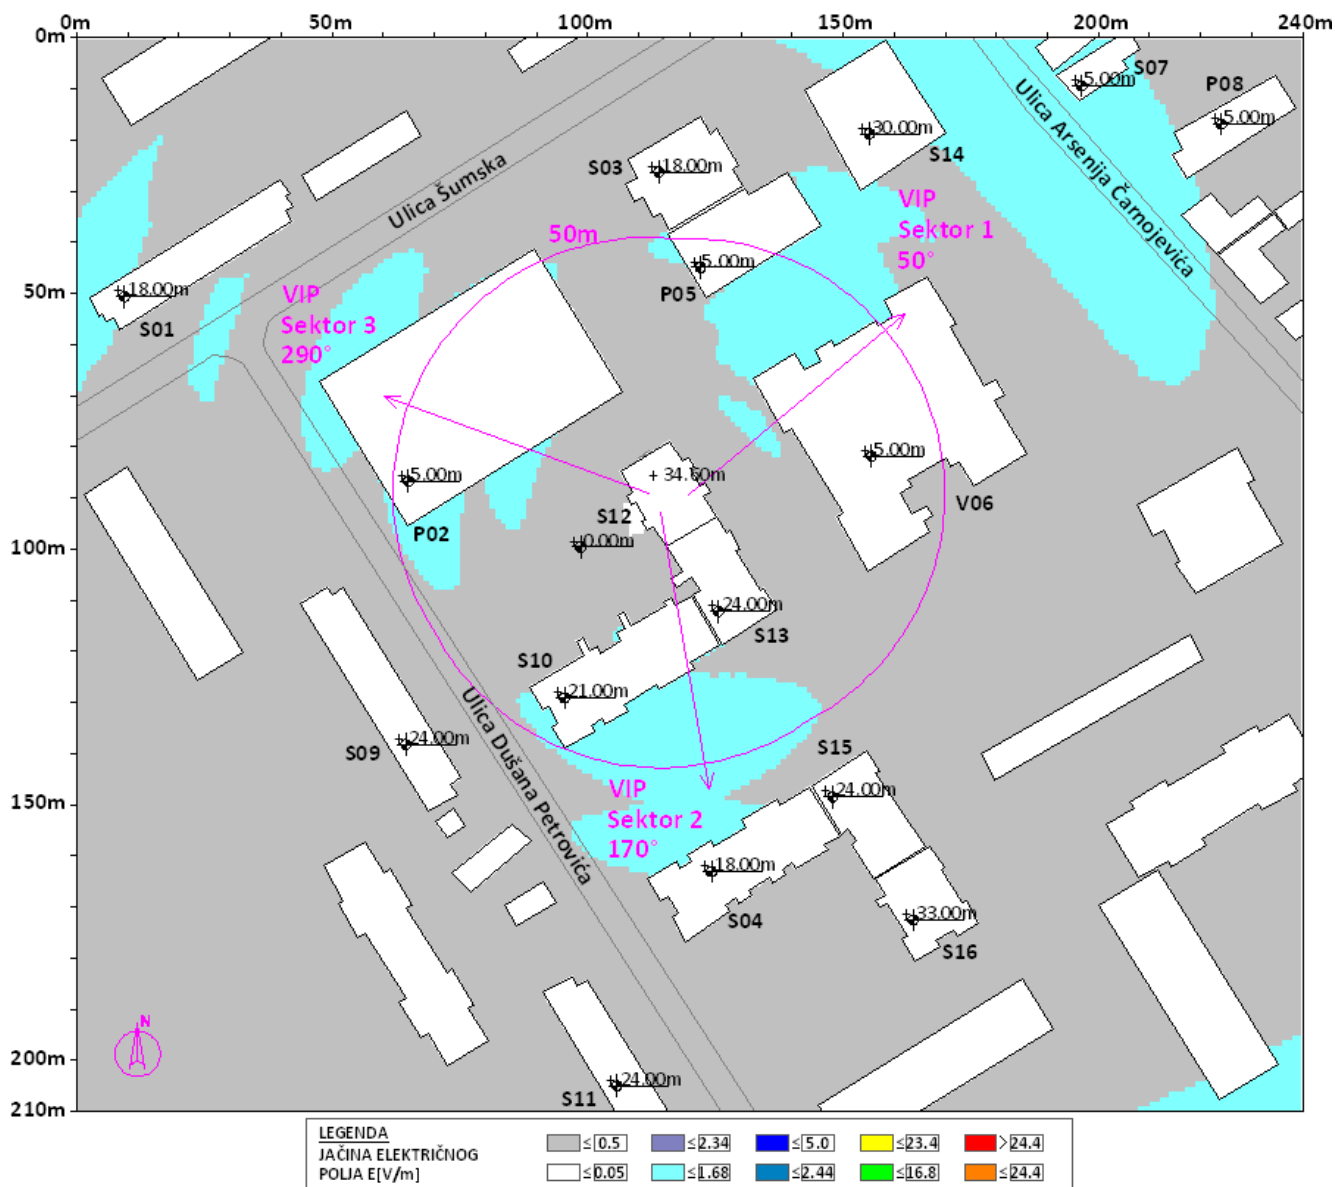 0m 50m 100m 150m 200m 240m
0m
50m
100m
150m
200m
210m
S07
5.00m
P08
5.00m
Ulica Arsenija Čarnojevića
30.00m
S14
S03
18.00m
Ulica Šumska
VIP
Sektor 1
50°
50m
5.00m
P05
18.00m
S01
VIP
Sektor 3
290°
5.00m
P02
34.60m
S12
0.00m
5.00m
V06
24.00m
S13
S10
21.00m
Ulica Dušana Petrovića
24.00m
S09
S15
24.00m
VIP
Sektor 2
170°
18.00m
S04
33.00m
S16
N
24.00m
S11
LEGENDA
JAČINA ELEKTRIČNOG
POLJA E[V/m]
≤0.5 ≤2.34 ≤5.0 ≤23.4 >24.4
≤0.05 ≤1.68 ≤2.44 ≤16.8 ≤24.4